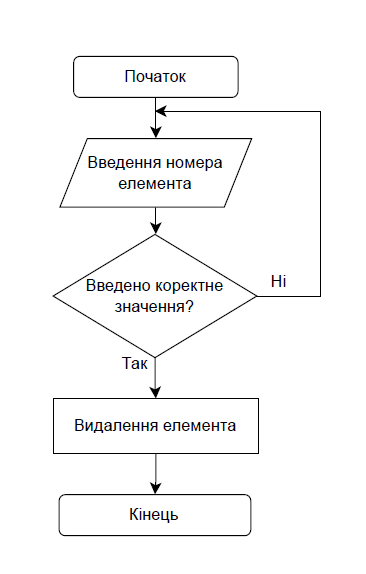 Початок
Введення номера
елемента
Введено коректне
значення?
Ні
Так
Видалення елемента
Кінець